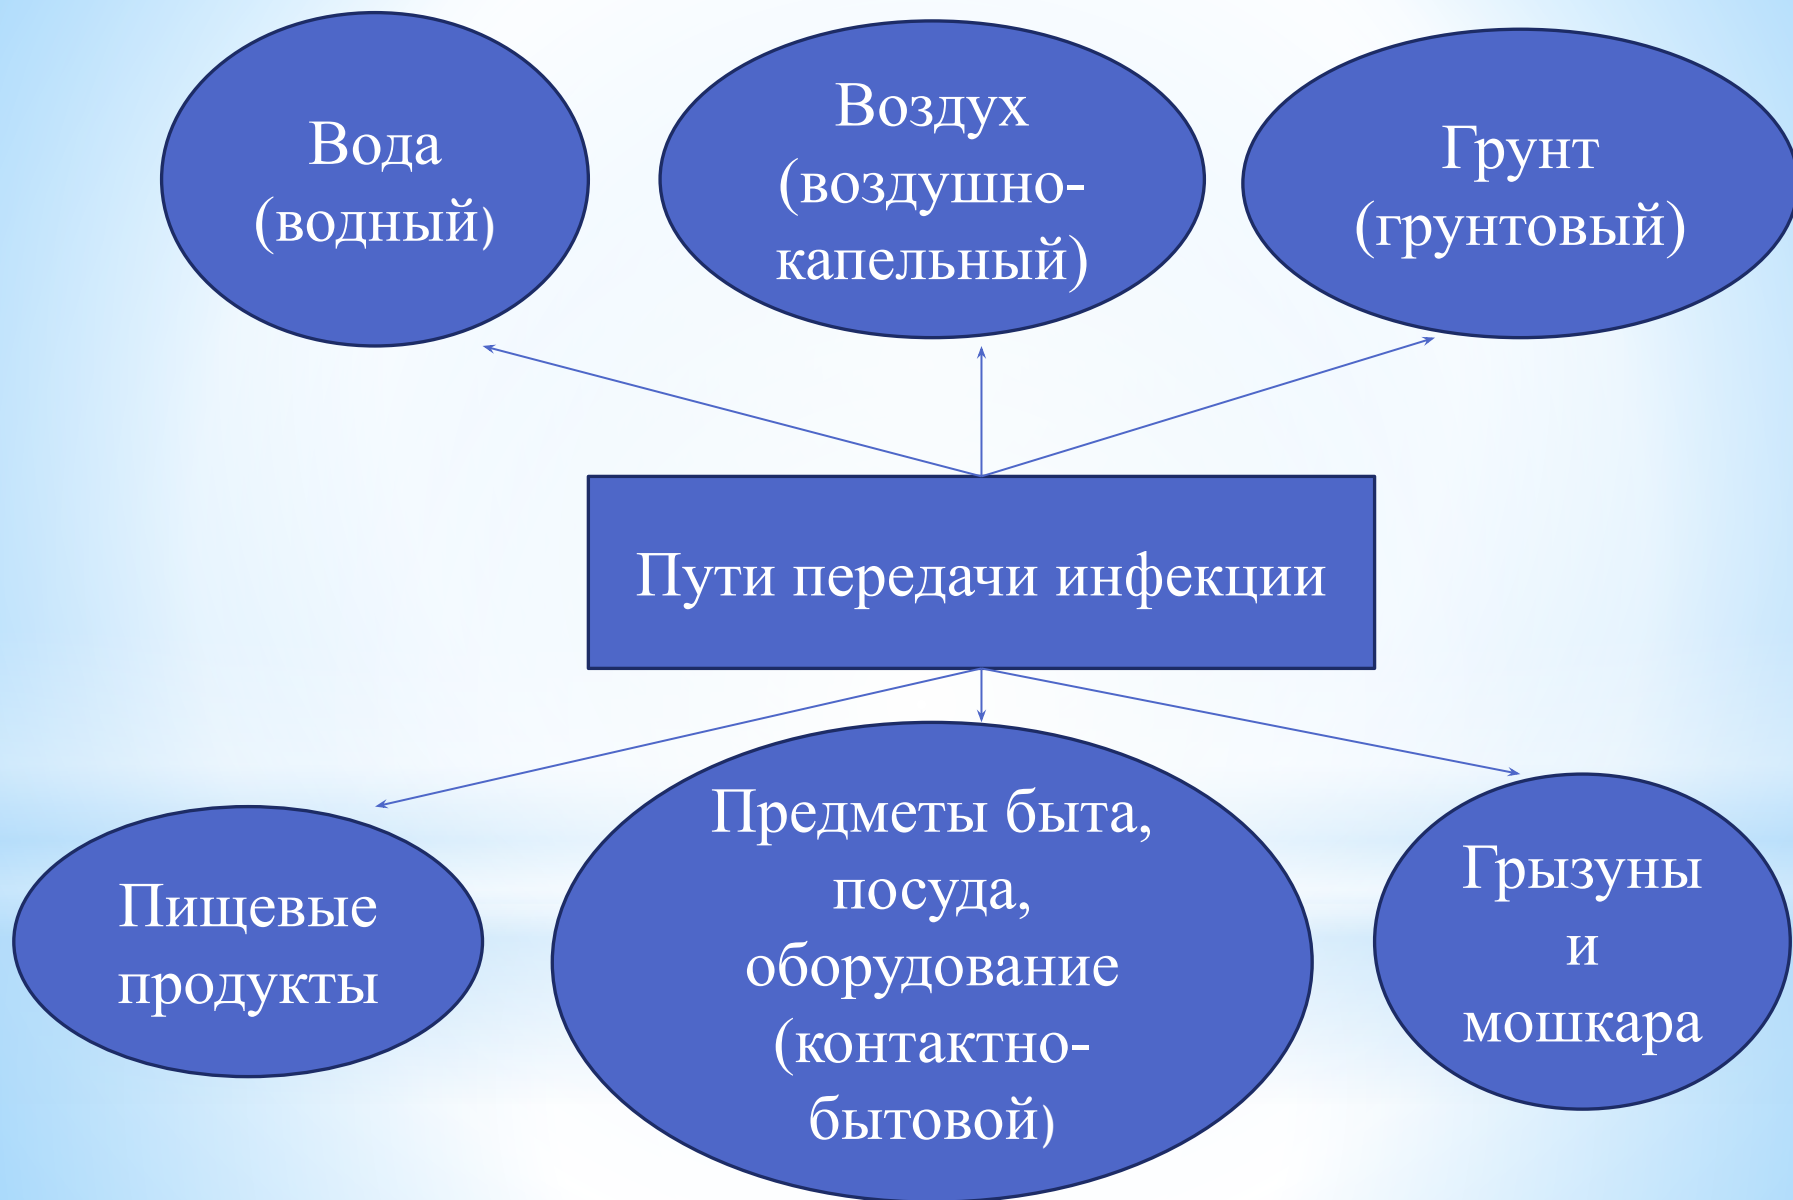 Вода
(водный)
Воздух
(воздушно-
капельный)
Грунт
(грунтовый)
Пути передачи инфекции
Пищевые
продукты
Предметы быта,
посуда,
оборудование
(контактно-
бытовой)
Грызуны
и
мошкара